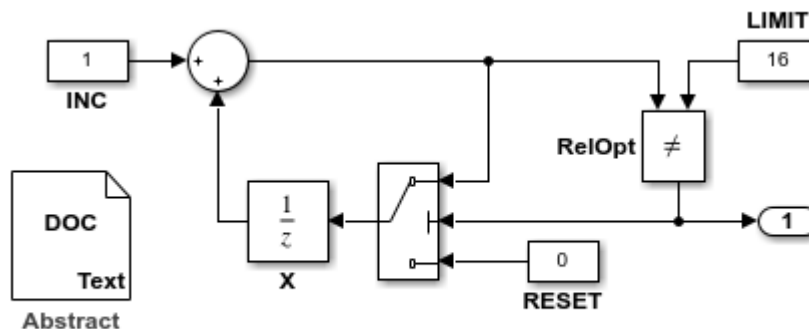 LIMIT
1
+
+
16
INC
RelOpt
≠
DOC
Text
1
z
1
0
X
RESET
Abstract